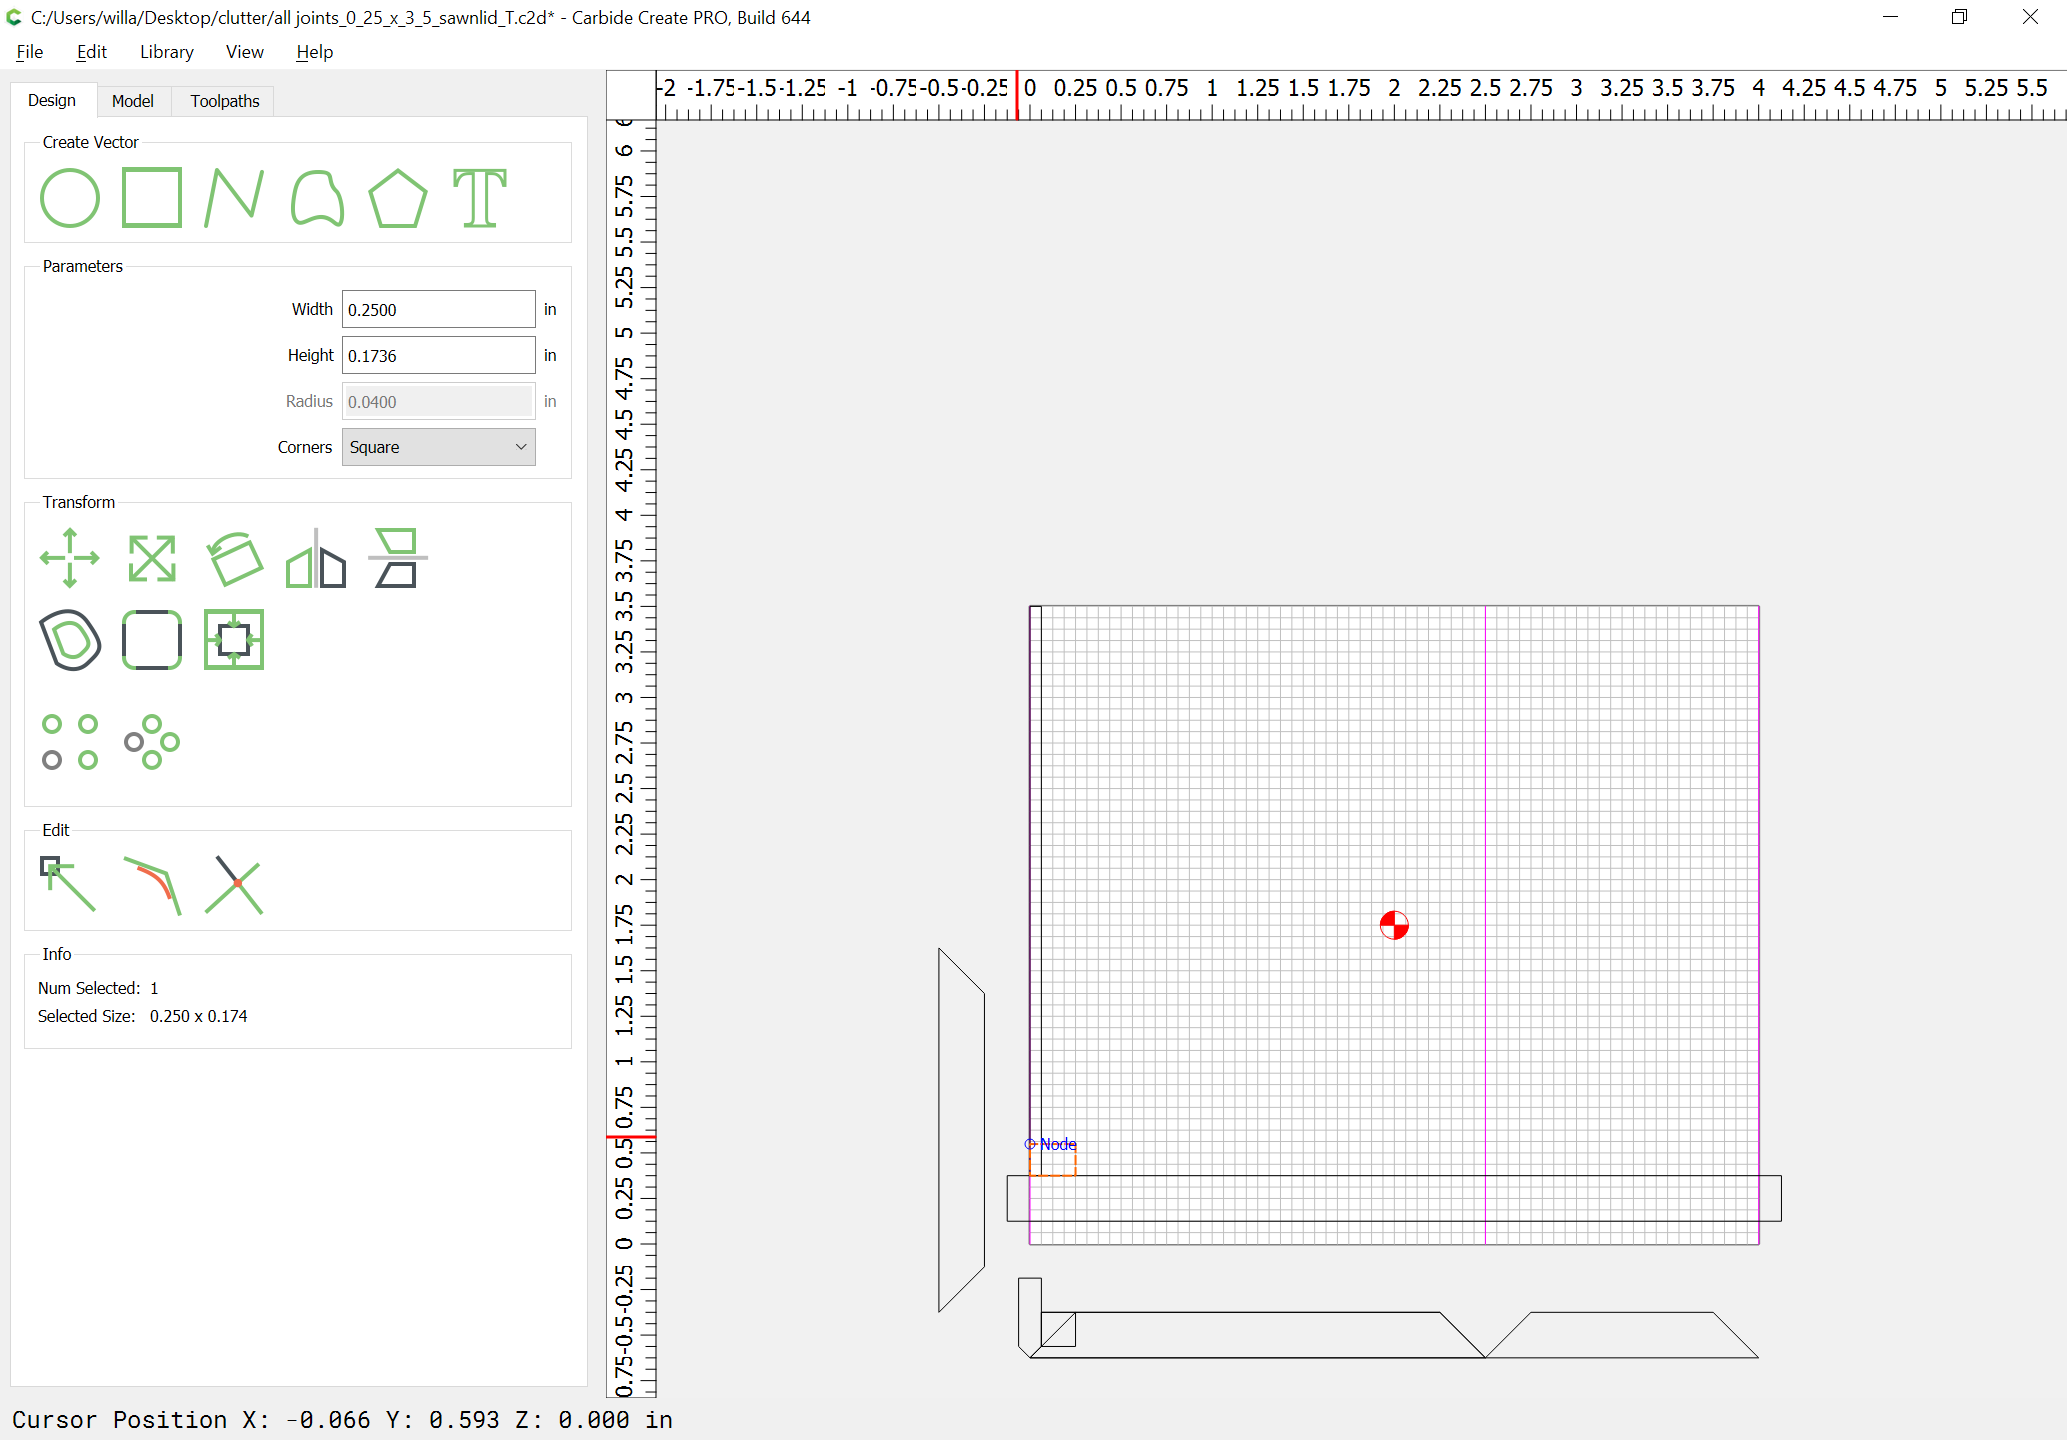 C:/Users/willa/Desktop/clutter/all joints_0_25_x_3_5_sawnlid_T.c2d* - Carbide Create PRO, Build 644
File Edit Library View Help
Design Model Toolpaths
-2 -1.75 -1.5 -1.25 -1 -0.75 -0.5 -0.25 0 0.25 0.5 0.75 1 1.25 1.5 1.75 2 2.25 2.5 2.75 3 3.25 3.5 3.75 4 4.25 4.5 4.75 5 5.25 5.5
Create Vector
Parameters
Width 0.2500 in
Height 0.1736 in
Radius 0.0400 in
Corners Square
Transform
Edit
Info
Num Selected: 1
Selected Size: 0.250 x 0.174
6
5.75
5.5
5.25
5
4.75
4.5
4.25
4
3.75
3.5
3.25
3
2.75
2.5
2.25
2
1.75
1.5
1.25
1
0.75
0.5
0.25
0
-0.25
-0.5
0.75
Node
Cursor Position X: -0.066 Y: 0.593 Z: 0.000 in